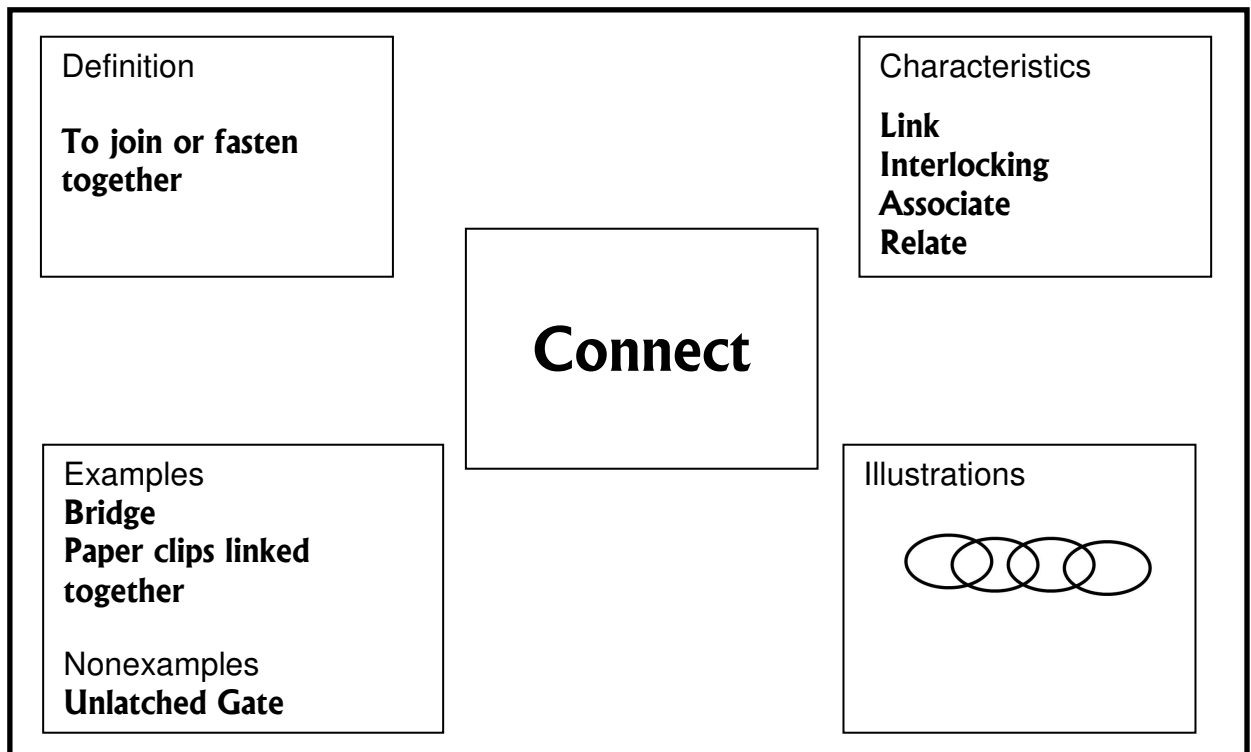 Definition
To join or fasten
together
Characteristics
Link
Interlocking
Associate
Relate
Connect
Examples
Bridge
Paper clips linked
together
Nonexamples
Unlatched Gate
Illustrations